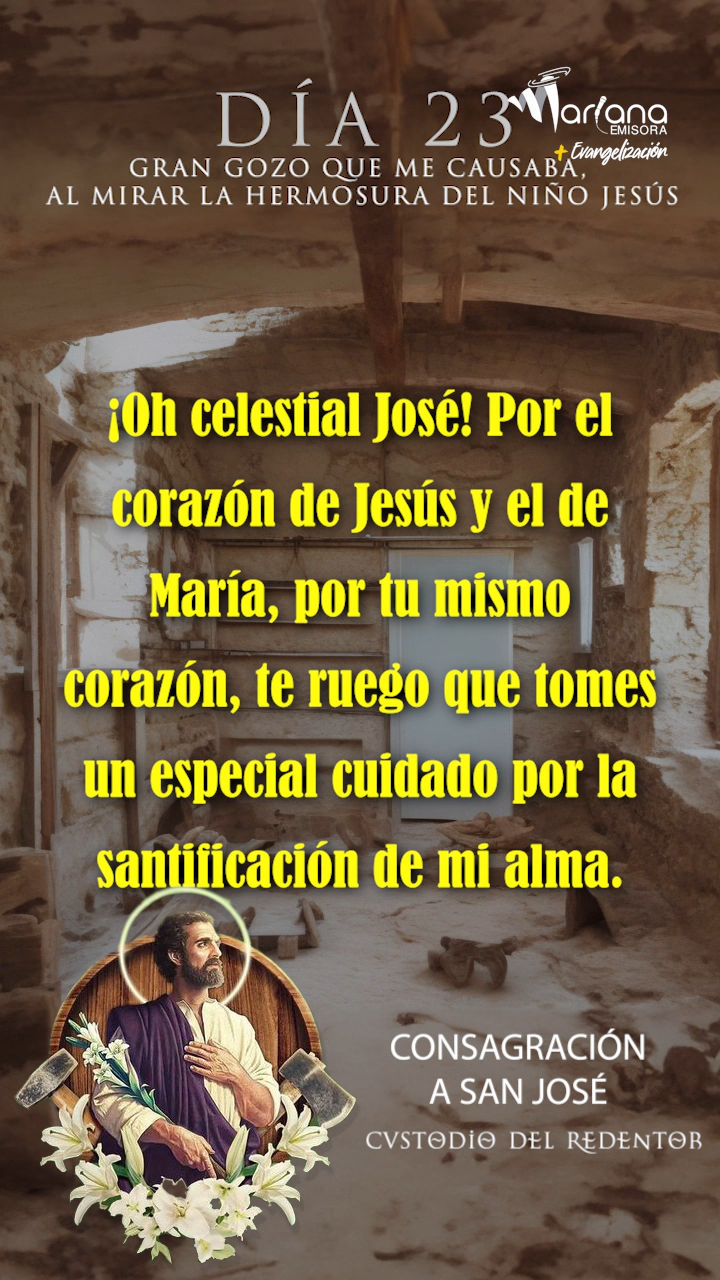 DÍA 23
Mariana
EMISORA
+ Evangelización
GRAN GOZO QUE ME CAUSABA,
AL MIRAR LA HERMOSURA DEL NIÑO JESÚS
¡Oh celestial José! Por el
corazón de Jesús y el de
María, por tu mismo
corazón, te ruego que tomes
un especial cuidado por la
santificación de mi alma.
CONSAGRACIÓN
A SAN JOSÉ
CVSTODIO DEL REDENTOR